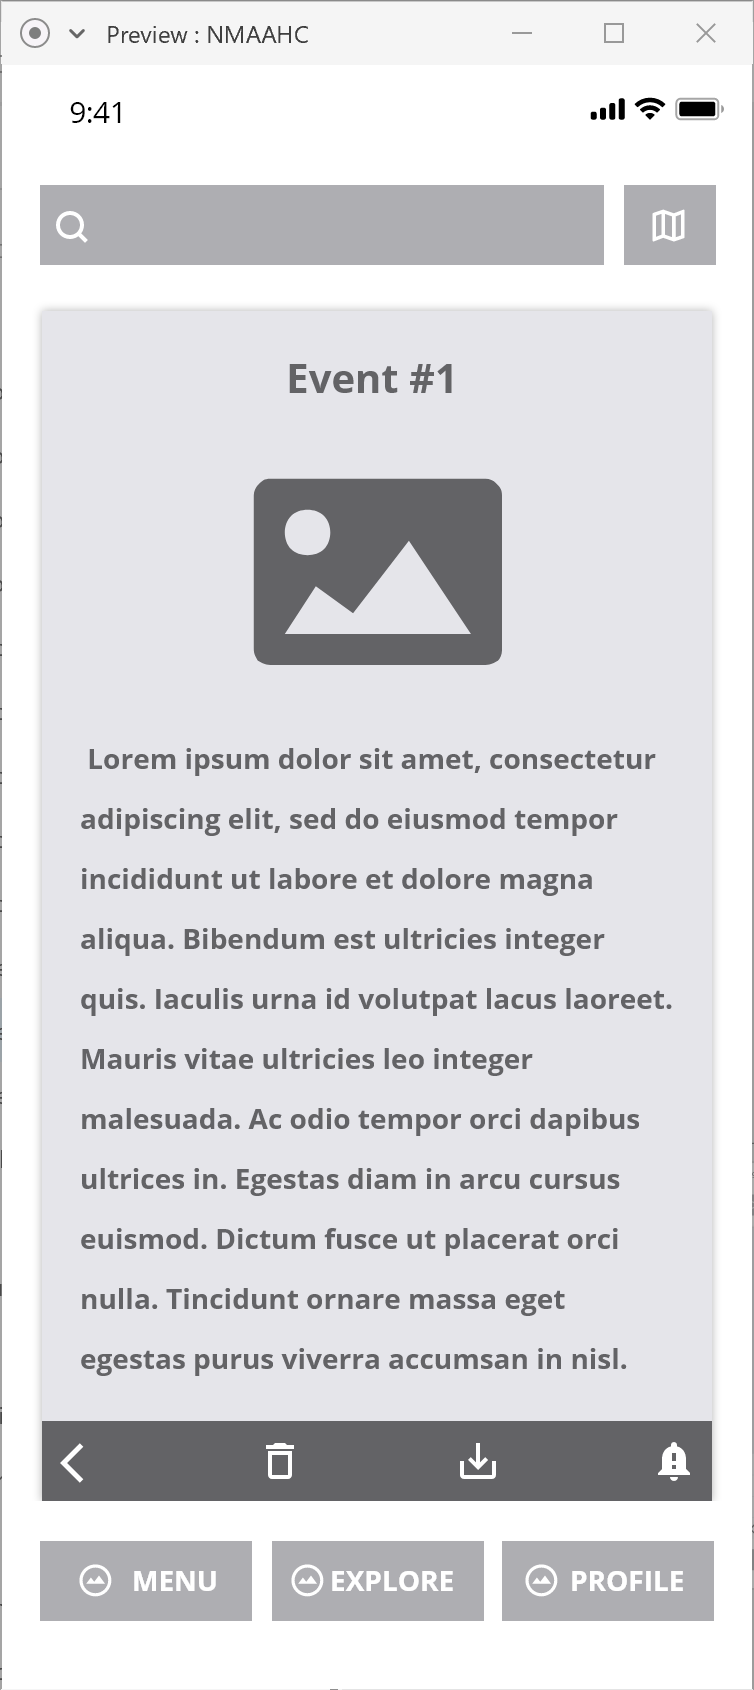 Preview : NMAAHC
9:41
Event #1
Lorem ipsum dolor sit amet, consectetur
adipiscing elit, sed do eiusmod tempor
incididunt ut labore et dolore magna
aliqua. Bibendum est ultricies integer
quis. Iaculis urna id volutpat lacus laoreet.
Mauris vitae ultricies leo integer
malesuada. Ac odio tempor orci dapibus
ultrices in. Egestas diam in arcu cursus
euismod. Dictum fusce ut placerat orci
nulla. Tincidunt ornare massa eget
egestas purus viverra accumsan in nisl.
MENU EXPLORE PROFILE